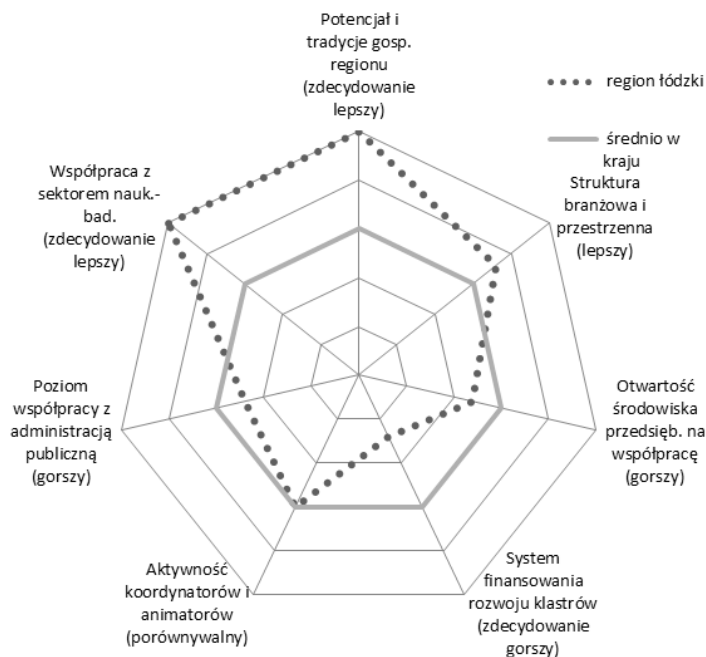 Potencjał i
tradycje gosp.
regionu
(zdecydowanie
lepszy)
region łódzki
średnio w
kraju
Struktura
branżowa i
przestrzenna
(lepszy)
Otwartość
środowiska
przedsięb. na
współpracę
(gorszy)
System
finansowania
rozwoju klastrów
(zdecydowanie
gorszy)
Aktywność
koordynatorów i
animatorów
(porównywalny)
Poziom
współpracy z
administracją
publiczną
(gorszy)
Współpraca z
sektorem nauk.-
bad.
(zdecydowanie
lepszy)